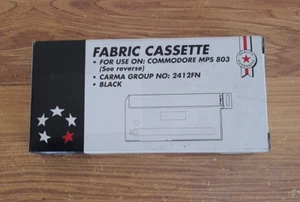 FABRIC CASSETTE
• FOR USE ON: COMMODORE MPS 803
(See reverse)
• CARMA GROUP NO: 2412FN
• BLACK